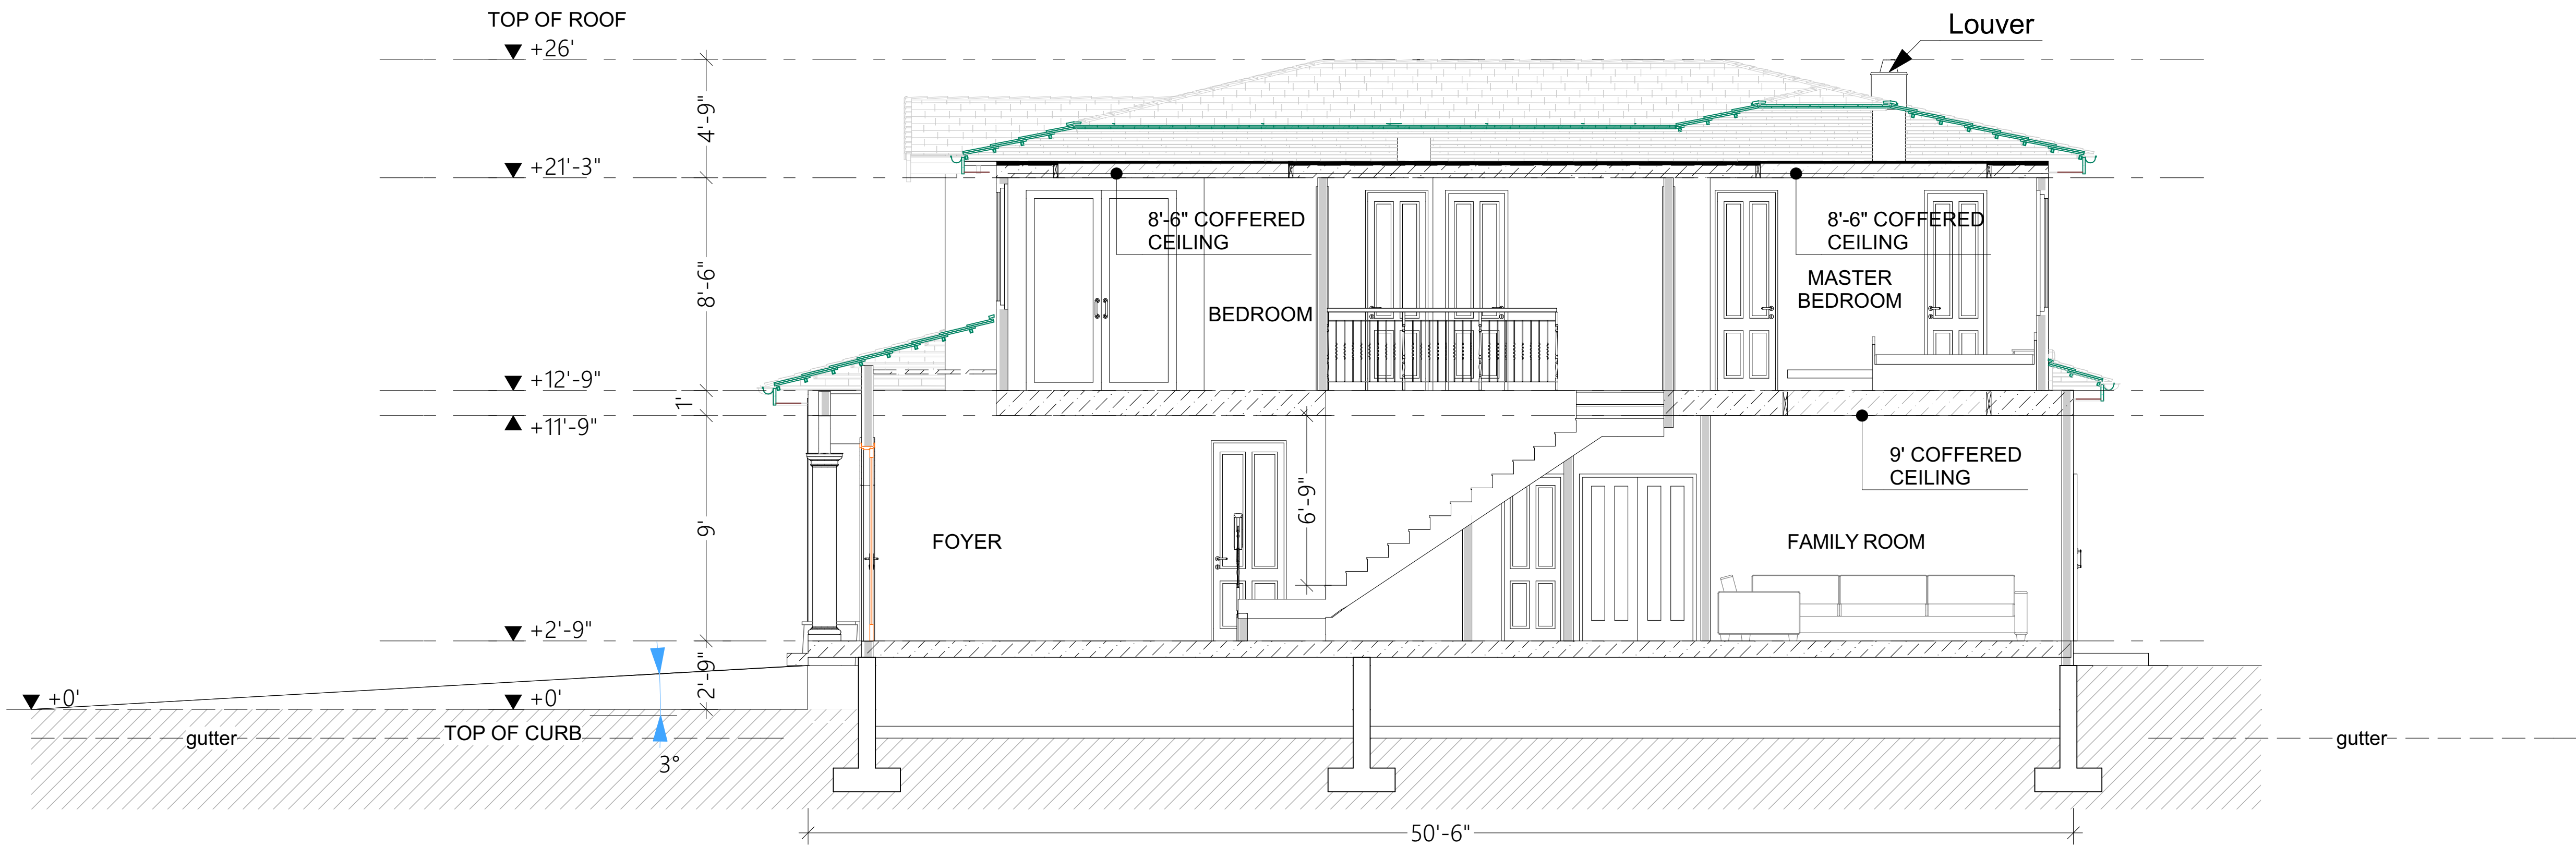 TOP OF ROOF
Louver
+26'
4'-9"
+21'-3"
8'-6" COFFERED
CEILING
8'-6" COFFERED
CEILING
8'-6"
MASTER
BEDROOM
BEDROOM
+12'-9"
1'
+11'-9"
9' COFFERED
CEILING
6'-9"
9'
FOYER
FAMILY ROOM
+2'-9"
2'-9"
+0'
+0'
TOP OF CURB
gutter
gutter
3°
50'-6"